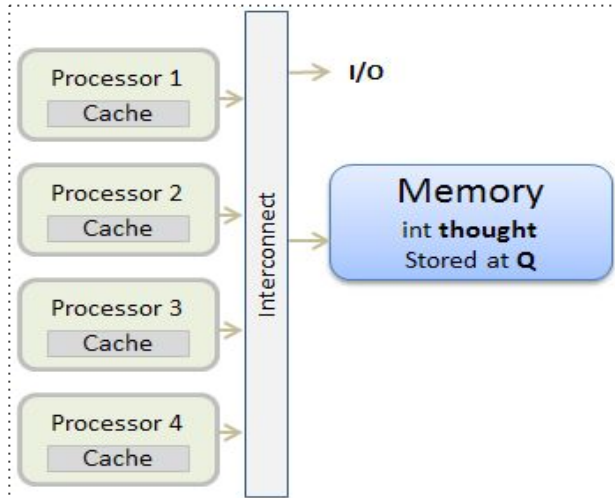 Processor 1
Cache
Processor 2
Cache
Processor 3
Cache
Processor 4
Cache
Interconnect
I/O
Memory
int thought
Stored at Q